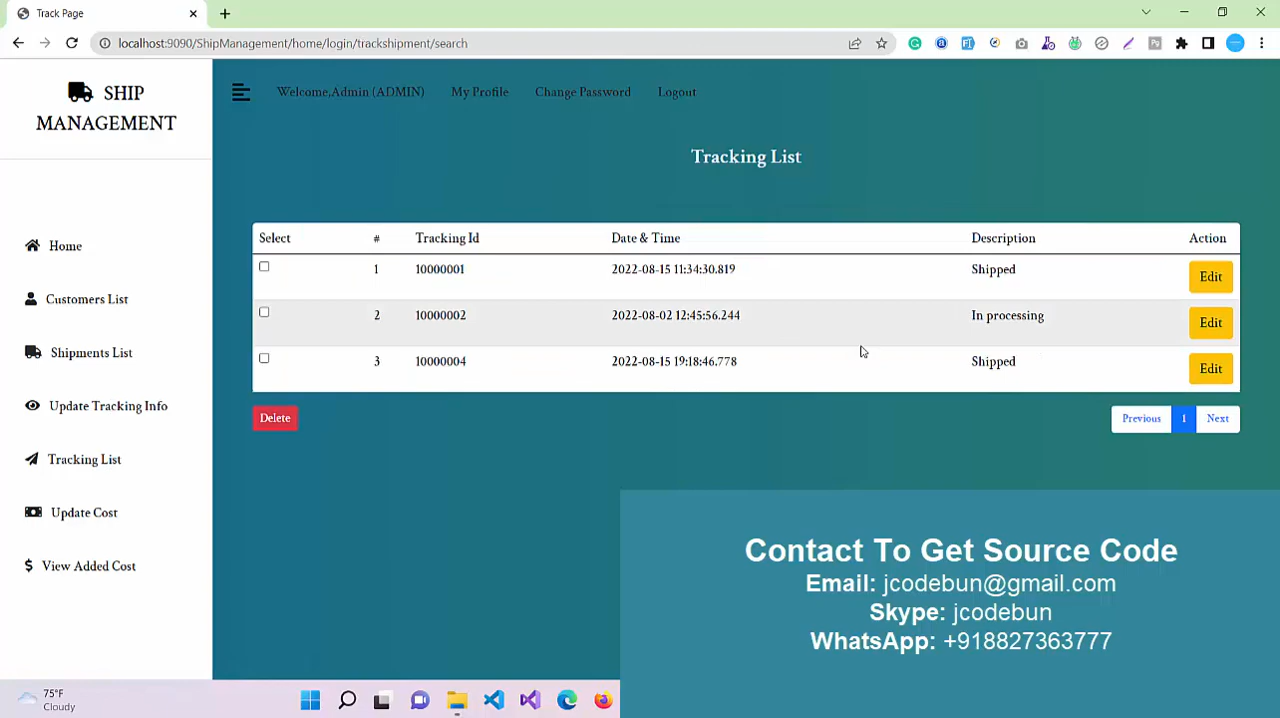 Track Page
localhost:9090/ShipManagement/home/login/trackshipment/search
SHIP
MANAGEMENT
Welcome,Admin (ADMIN) My Profile Change Password Logout
Home
Customers List
Shipments List
Update Tracking Info
Tracking List
Update Cost
View Added Cost
Tracking List
Select # Tracking Id Date & Time Description Action
1 10000001 2022-08-15 11:34:30.819 Shipped Edit
2 10000002 2022-08-02 12:45:56.244 In processing Edit
3 10000004 2022-08-15 19:18:46.778 Shipped Edit
Delete Previous 1 Next
Contact To Get Source Code
Email: jcodebun@gmail.com
Skype: jcodebun
WhatsApp: +918827363777
75°F
Cloudy